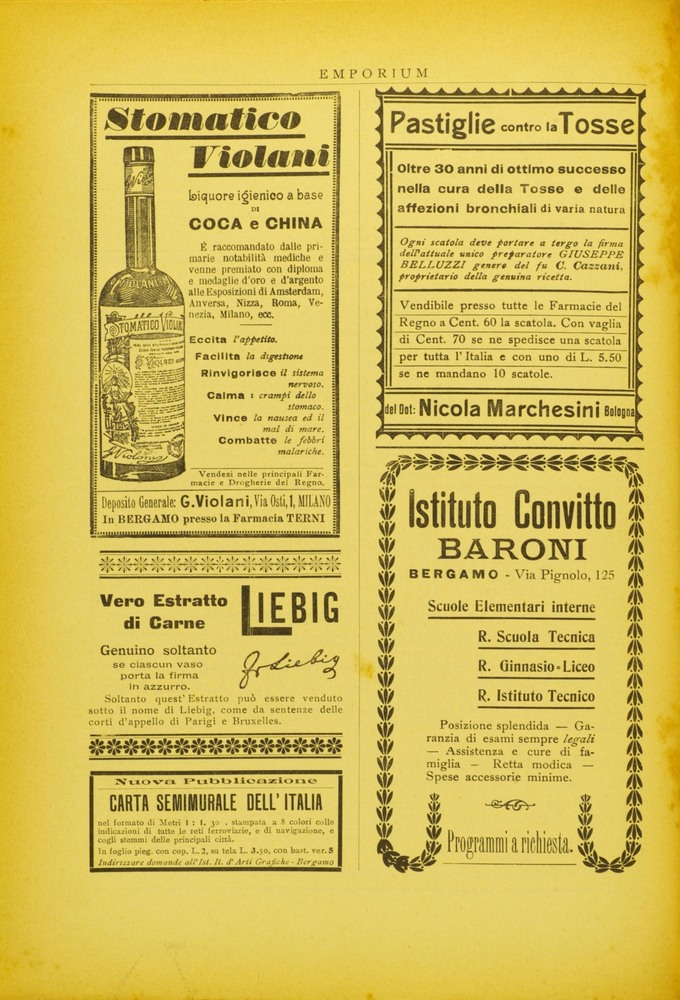 EMPORIUM
Stomatico
Violani
Liquore igienico a base
DI
COCA e CHINA
È raccomandato dalle pri-
marie notabilità mediche e
venne premiato con diploma
e medaglie d'oro e d'argento
alle Esposizioni di Amsterdam,
Anversa, Nizza, Roma, Ve-
nezia, Milano, ecc.
Eccita l'appetito.
Facilita la digestione
Rinvigorisce il sistema
nervoso.
Calma i crampi dello
stomaco.
Vince la nausea ed il
mal di mare.
Combatte le febbri
malariche.
Vendesi nelle principali Far-
macie e Drogherie del Regno.
VIOLANI
STOMATICO VIOLANI
VIOLANI
G. Violani
Deposito Generale: G. Violani, Via Osti, 1, MILANO
In BERGAMO presso la Farmacia TERNI
Vero Estratto
di Carne
LIEBIG
Genuino soltanto
se ciascun vaso
porta la firma
in azzurro.
J v Liebig
Soltanto quest' Estratto può essere venduto
sotto il nome di Liebig, come da sentenze delle
corti d'appello di Parigi e Bruxelles.
Nuova Pubblicazione
CARTA SEMIMURALE DELL' ITALIA
nel formato di Metri 1 : 1. 30 . stampata a 8 colori colle
indicazioni di tutte le reti ferroviarie, e di navigazione, e
cogli stemmi delle principali città.
In foglio pieg. con cop. L. 2, su tela L. 3.50, con bast. ver. 5
Indirizzare domande all'Ist. It. d' Arti Grafiche - Bergamo
Pastiglie contro la Tosse
Oltre 30 anni di ottimo successo
nella cura della Tosse e delle
affezioni bronchiali di varia natura
Ogni scatola deve portare a tergo la firma
dell'attuale unico preparatore GIUSEPPE
BELLUZZI genero del fu C. Cazzani,
proprietario della genuina ricetta.
Vendibile presso tutte le Farmacie del
Regno a Cent. 60 la scatola. Con vaglia
di Cent. 70 se ne spedisce una scatola
per tutta l' Italia e con uno di L. 5.50
se ne mandano 10 scatole.
del Dot: Nicola Marchesini Bologna
Istituto Convitto
BARONI
BERGAMO - Via Pignolo, 125
Scuole Elementari interne
R. Scuola Tecnica
R. Ginnasio-Liceo
R. Istituto Tecnico
Posizione splendida — Ga-
ranzia di esami sempre legali
— Assistenza e cure di fa-
miglia — Retta modica —
Spese accessorie minime.
Programmi a richiesta.